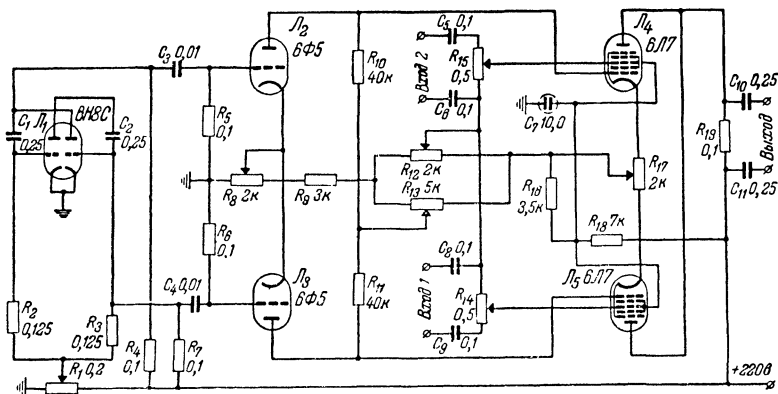 Л₂
6Ф5
C₃ 0,01
C₁
0,25
Л₁
6Н8С
C₂
0,25
R₅
0,1
R₈ 2к
R₉ 3к
R₆
0,1
C₄ 0,01
Л₃
6Ф5
R₂
0,125
R₃
0,125
R₄
0,1
R₇
0,1
R₁ 0,2
R₁₀
40к
R₁₁
40к
C₅ 0,1
Вход 2
C₆ 0,1
R₁₅
0,5
R₁₂ 2к
R₁₃ 5к
C₈ 0,1
Вход 1
C₉ 0,1
R₁₄
0,5
Л₄
6Л7
C₇ 10,0
R₁₆
3,5к
R₁₇
2к
R₁₈ 7к
Л₅ 6Л7
C₁₀ 0,25
R₁₉
0,1
Выход
C₁₁ 0,25
+220в